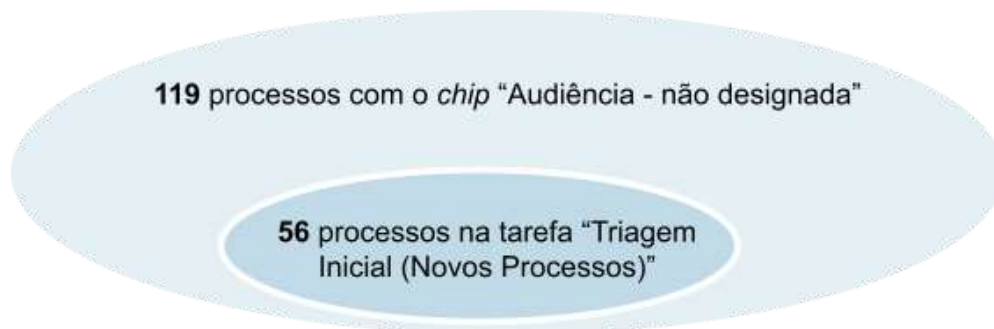 119 processos com o chip “Audiência - não designada”
56 processos na tarefa “Triagem
Inicial (Novos Processos)”